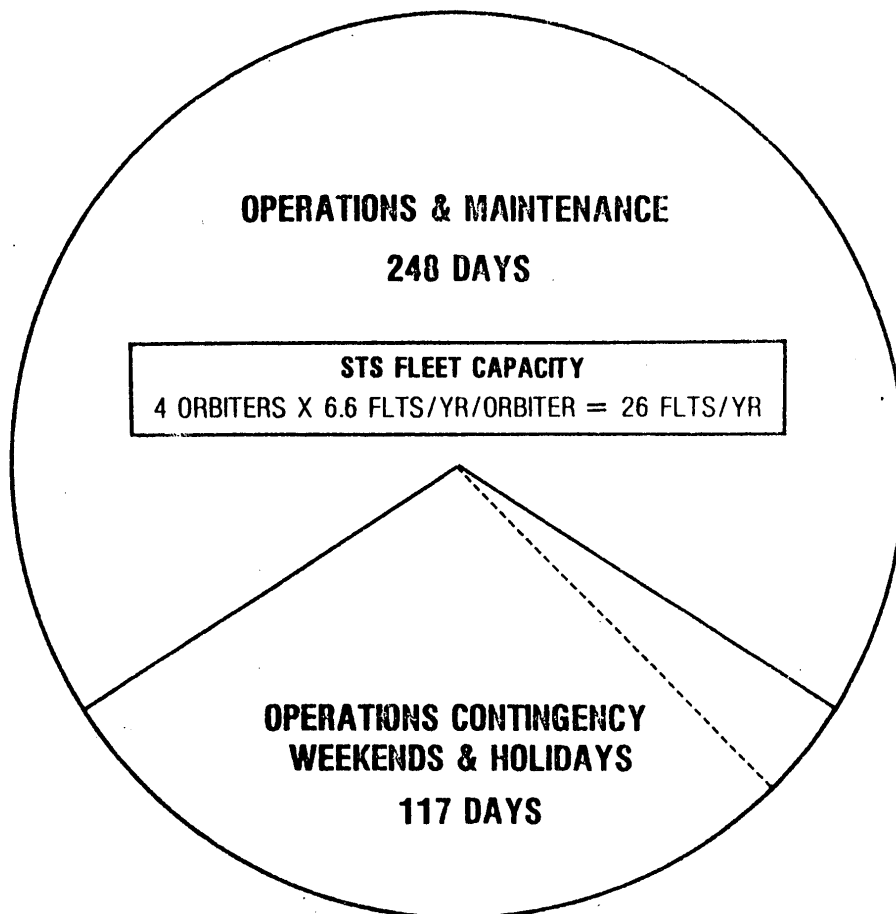 OPERATIONS & MAINTENANCE
248 DAYS
STS FLEET CAPACITY
4 ORBITERS X 6.6 FLTS/YR/ORBITER = 26 FLTS/YR
OPERATIONS CONTINGENCY
WEEKENDS & HOLIDAYS
117 DAYS